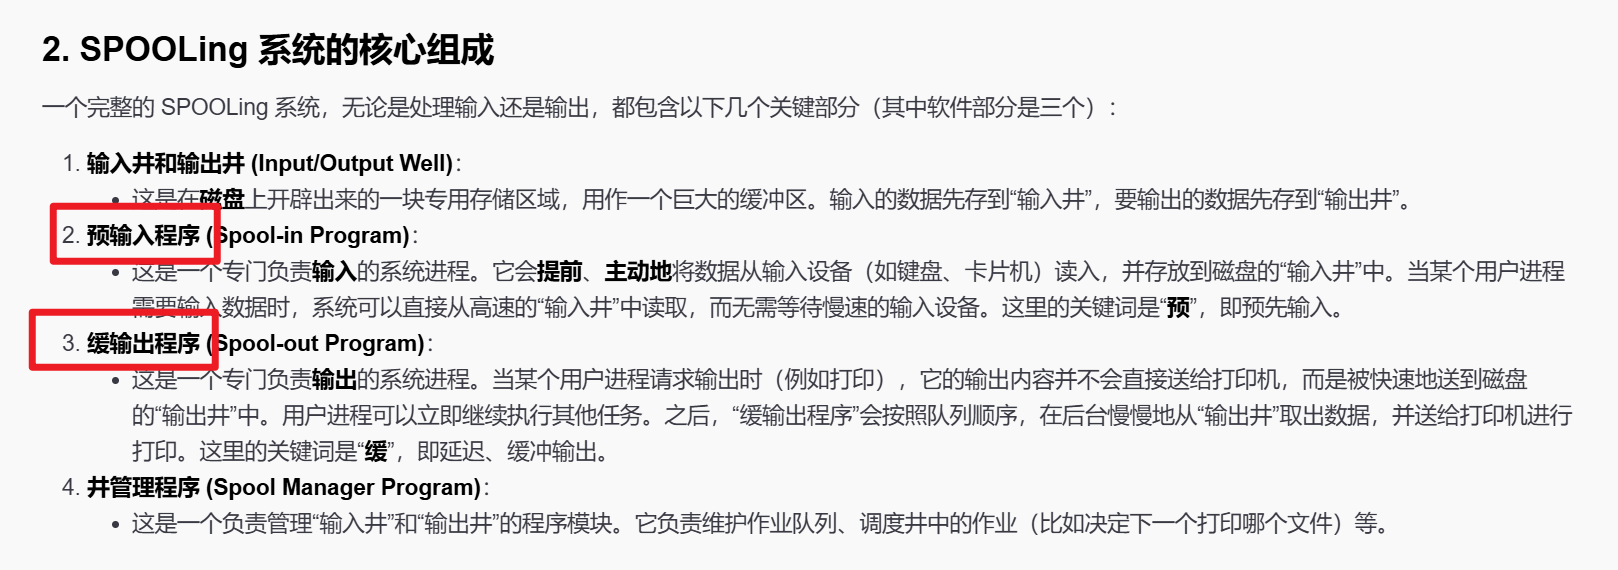 2. SPOOLing 系统的核心组成
一个完整的 SPOOLing 系统，无论是处理输入还是输出，都包含以下几个关键部分（其中软件部分是三个）：
1. 输入井和输出井 (Input/Output Well)：
• 这是在磁盘上开辟出来的一块专用存储区域，用作一个巨大的缓冲区。输入的数据先存到“输入井”，要输出的数据先存到“输出井”。
2. 预输入程序 (Spool-in Program)：
• 这是一个专门负责输入的系统进程。它会提前、主动地将数据从输入设备（如键盘、卡片机）读入，并存放到磁盘的“输入井”中。当某个用户进程
需要输入数据时，系统可以直接从高速的“输入井”中读取，而无需等待慢速的输入设备。这里的关键词是“预”，即预先输入。
3. 缓输出程序 (Spool-out Program)：
• 这是一个专门负责输出的系统进程。当某个用户进程请求输出时（例如打印），它的输出内容并不会直接送给打印机，而是被快速地送到磁盘
的“输出井”中。用户进程可以立即继续执行其他任务。之后，“缓输出程序”会按照队列顺序，在后台慢慢地从“输出井”取出数据，并送给打印机进行
打印。这里的关键词是“缓”，即延迟、缓冲输出。
4. 井管理程序 (Spool Manager Program)：
• 这是一个负责管理“输入井”和“输出井”的程序模块。它负责维护作业队列、调度井中的作业（比如决定下一个打印哪个文件）等。